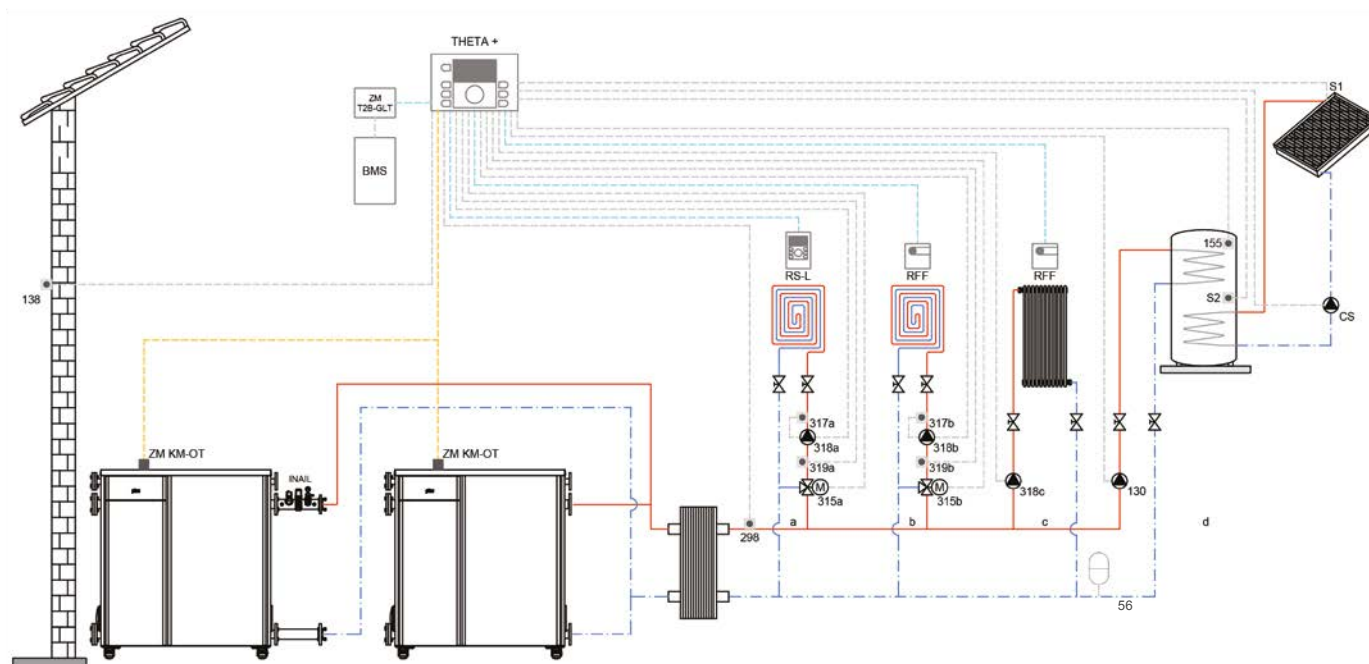 THETA +
S1
ZM
T2B-GLT
BMS
RS-L
RFF
RFF
155
138
S2
CS
317a
317b
318a
318b
ZM KM-OT
ZM KM-OT
319a
319b
INAIL
M
M
318c
130
315a
315b
a
b
c
d
298
56